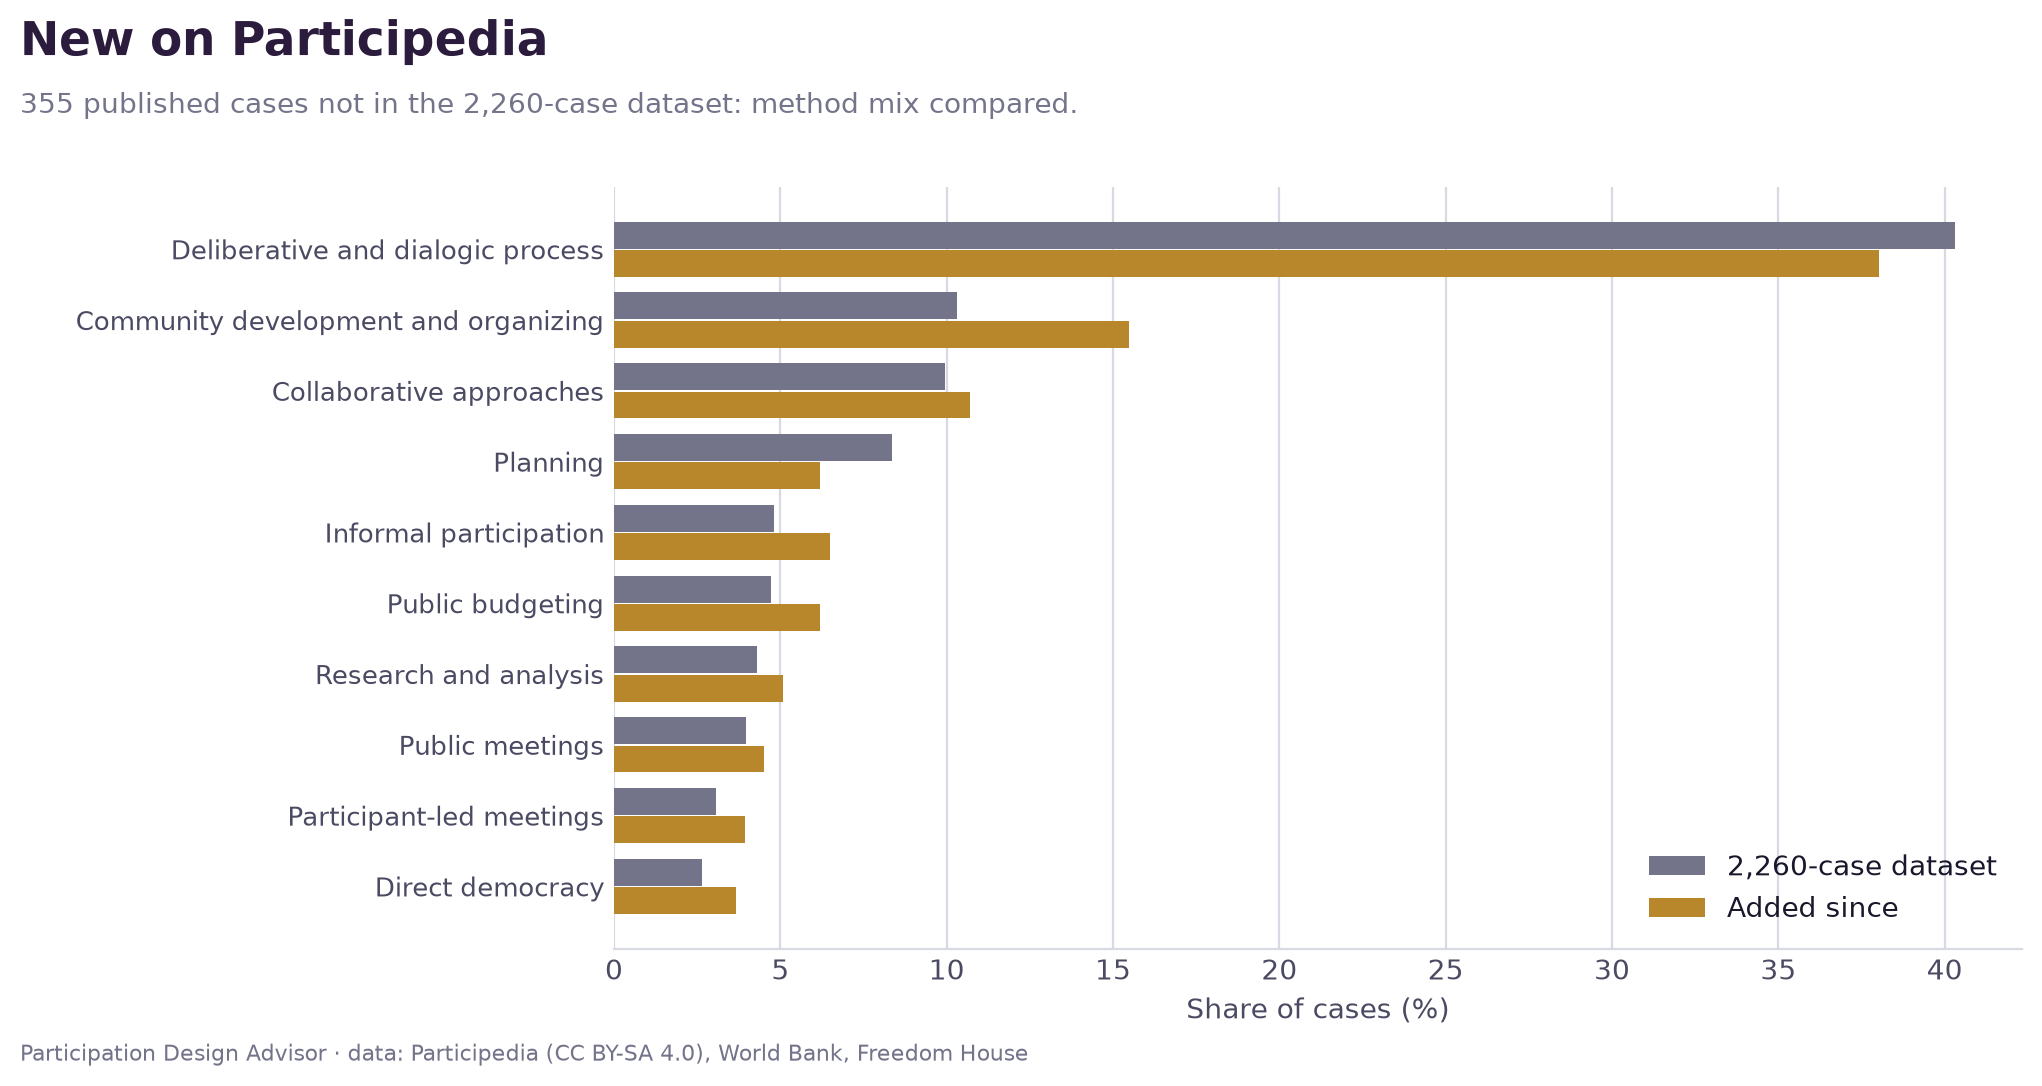 New on Participedia
355 published cases not in the 2,260-case dataset: method mix compared.
Deliberative and dialogic process
Community development and organizing
Collaborative approaches
Planning
Informal participation
Public budgeting
Research and analysis
Public meetings
Participant-led meetings
Direct democracy
2,260-case dataset
Added since
0 5 10 15 20 25 30 35 40
Share of cases (%)
Participation Design Advisor · data: Participedia (CC BY-SA 4.0), World Bank, Freedom House